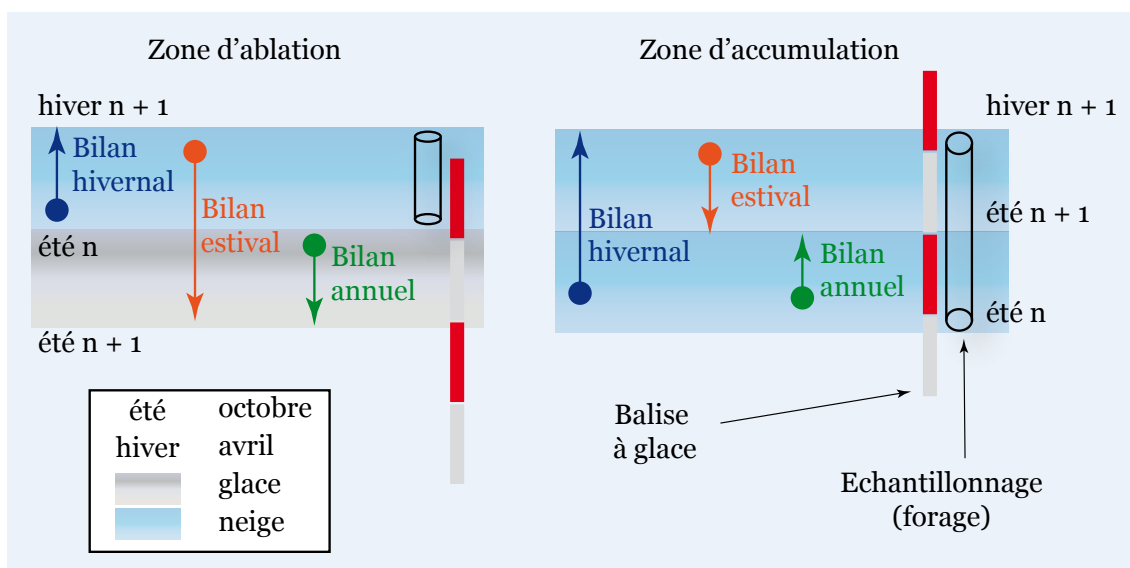 Zone d'ablation
hiver n + 1
Bilan
hivernal
Bilan
estival
été n
Bilan
annuel
été n + 1
été octobre
hiver avril
glace
neige
Zone d'accumulation
hiver n + 1
Bilan
estival
Bilan
hivernal
été n + 1
Bilan
annuel
été n
Balise
à glace
Echantillonnage
(forage)